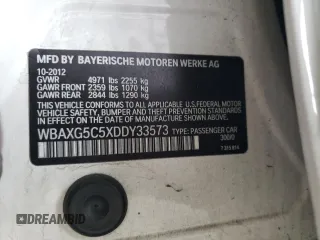 MFD BY BAYERISCHE MOTOREN WERKE AG
10-2012
GVWR 4971 lbs 2255 kg
GAWR FRONT 2359 lbs 1070 kg
GAWR REAR 2844 lbs 1290 kg
THIS VEHICLE CONFORMS TO ALL APPLICABLE U.S. FEDERAL MOTOR
VEHICLE SAFETY, BUMPER, AND THEFT PREVENTION STANDARDS IN
EFFECT ON THE DATE OF MANUFACTURE SHOWN ABOVE.
WBAXG5C5XDDY33573 TYPE: PASSENGER CAR
DREAMBID